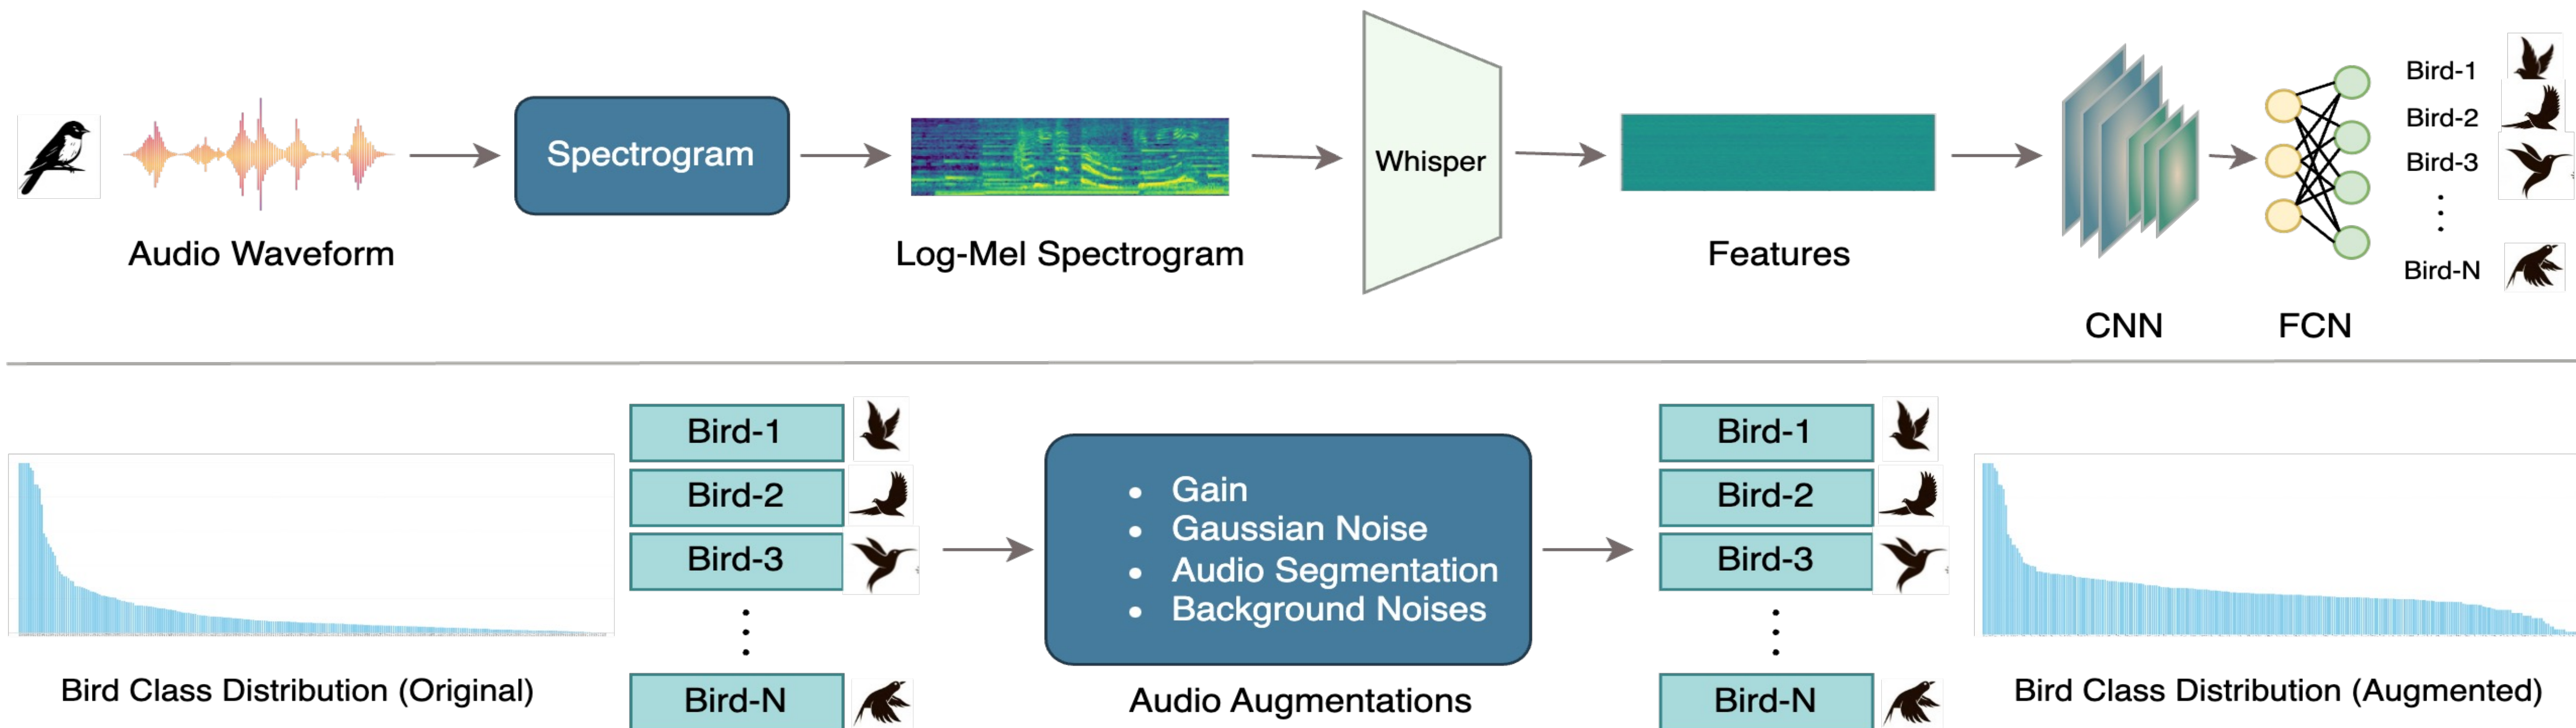 Bird-1
Bird-2
Bird-3
Bird-N
Spectrogram
Whisper
Audio Waveform
Log-Mel Spectrogram
Features
CNN
FCN
Bird-1
Bird-2
Bird-3
Bird-N
Gain
Gaussian Noise
Audio Segmentation
Background Noises
Bird-1
Bird-2
Bird-3
Bird-N
Bird Class Distribution (Original)
Audio Augmentations
Bird Class Distribution (Augmented)